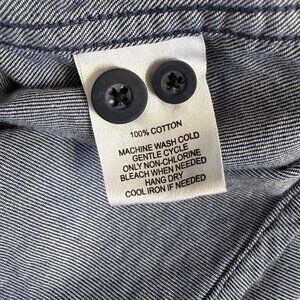 100% COTTON
MACHINE WASH COLD
GENTLE CYCLE
ONLY NON-CHLORINE
BLEACH WHEN NEEDED
HANG DRY
COOL IRON IF NEEDED